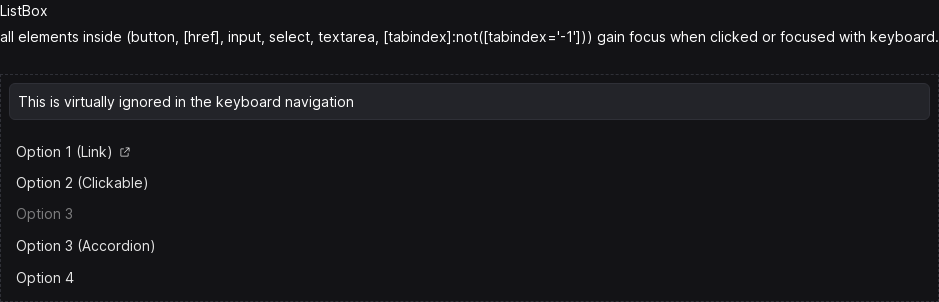 ListBox
all elements inside (button, [href], input, select, textarea, [tabindex]:not([tabindex='-1'])) gain focus when clicked or focused with keyboard.
This is virtually ignored in the keyboard navigation
Option 1 (Link)
Option 2 (Clickable)
Option 3
Option 3 (Accordion)
Option 4